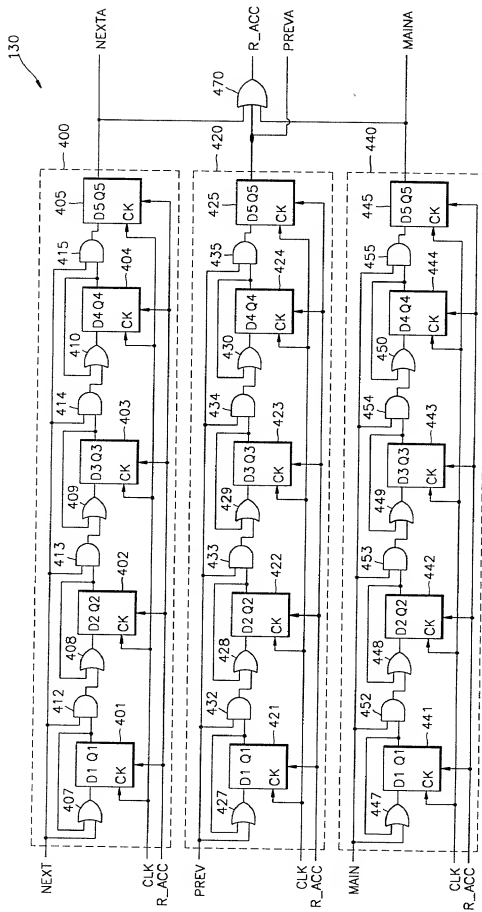 130
NEXTA
R_ACC
PREVA
MAINA
470
400
405
D5 Q5
CK
415
404
D4 Q4
CK
410
414
403
D3 Q3
CK
409
413
402
D2 Q2
CK
408
412
401
D1 Q1
CK
407
NEXT
CLK
R_ACC
420
425
D5 Q5
CK
435
424
D4 Q4
CK
430
434
423
D3 Q3
CK
429
433
422
D2 Q2
CK
428
432
421
D1 Q1
CK
427
PREV
CLK
R_ACC
440
445
D5 Q5
CK
455
444
D4 Q4
CK
450
454
443
D3 Q3
CK
449
453
442
D2 Q2
CK
448
452
441
D1 Q1
CK
447
MAIN
CLK
R_ACC